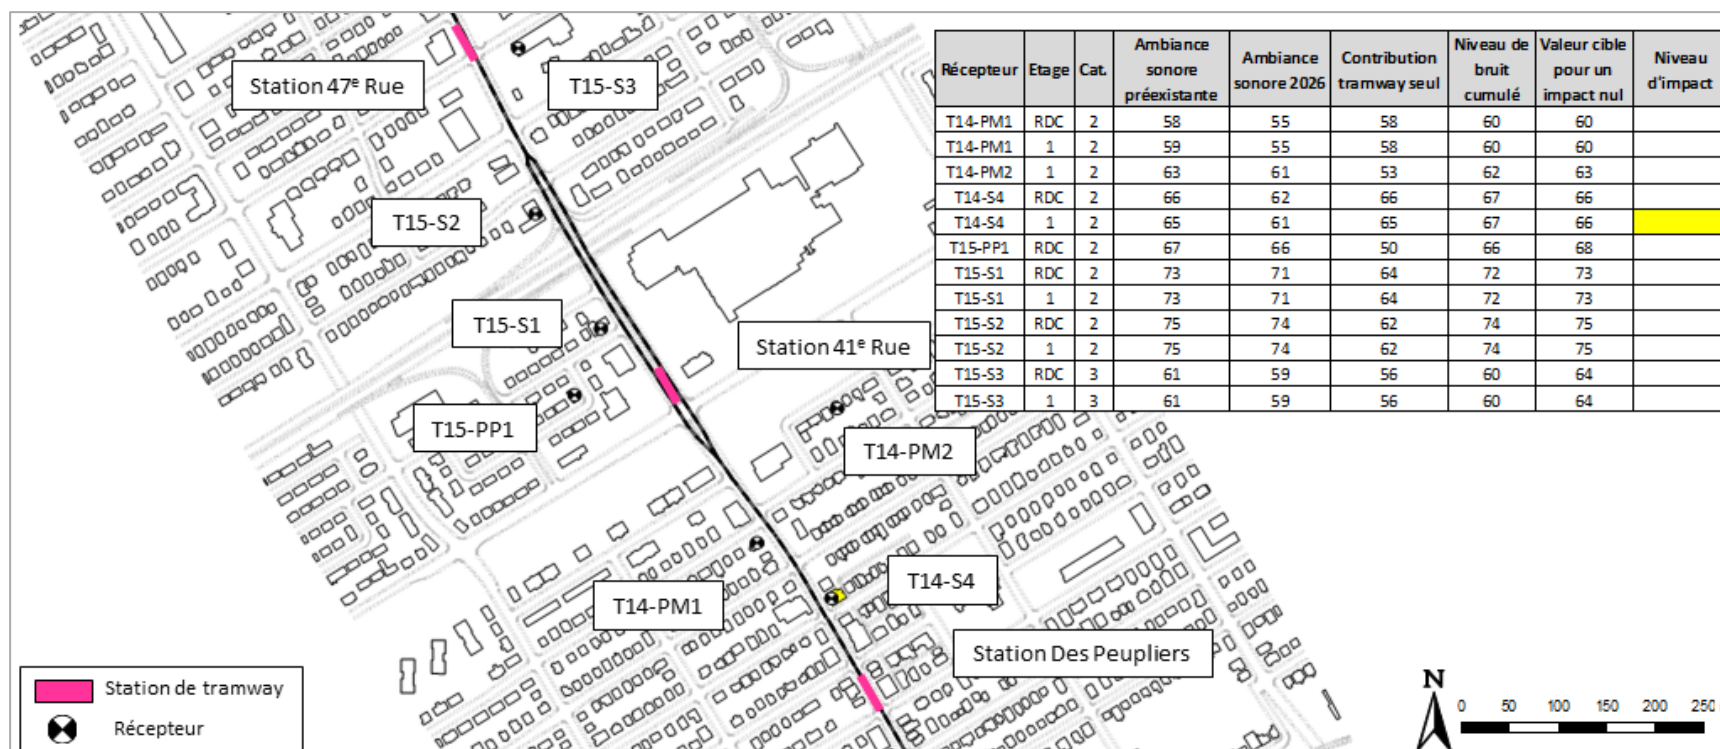 Station 47e Rue
T15-S3
T15-S2
T15-S1
Station 41e Rue
T15-PP1
T14-PM2
T14-S4
T14-PM1
Station Des Peupliers
Récepteur Etage Cat. Ambiance sonore préexistante Ambiance sonore 2026 Contribution tramway seul Niveau de bruit cumulé Valeur cible pour un impact nul Niveau d'impact
T14-PM1 RDC 2 58 55 58 60 60
T14-PM1 1 2 59 55 58 60 60
T14-PM2 1 2 63 61 53 62 63
T14-S4 RDC 2 66 62 66 67 66
T14-S4 1 2 65 61 65 67 66
T15-PP1 RDC 2 67 66 50 66 68
T15-S1 RDC 2 73 71 64 72 73
T15-S1 1 2 73 71 64 72 73
T15-S2 RDC 2 75 74 62 74 75
T15-S2 1 2 75 74 62 74 75
T15-S3 RDC 3 61 59 56 60 64
T15-S3 1 3 61 59 56 60 64
Station de tramway
Récepteur
N
0 50 100 150 200 250